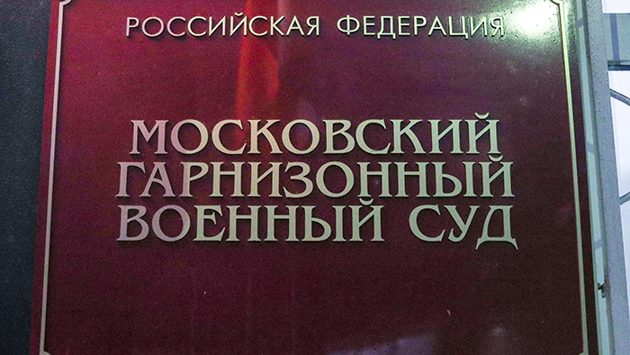 РОССИЙСКАЯ ФЕДЕРАЦИЯ
МОСКОВСКИЙ
ГАРНИЗОННЫЙ
ВОЕННЫЙ СУД